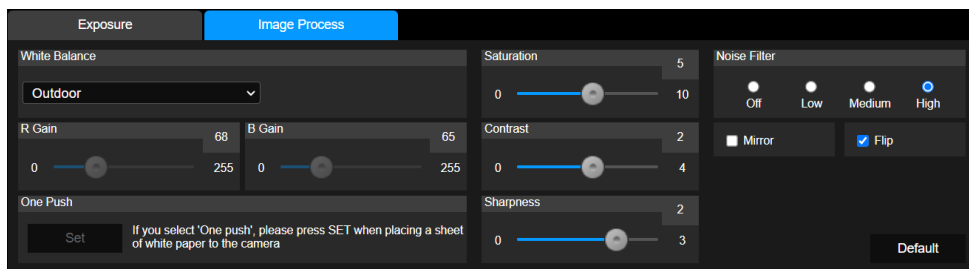 Exposure
Image Process
White Balance
Outdoor
R Gain
68
0
255
B Gain
65
0
255
One Push
Set
If you select 'One push', please press SET when placing a sheet
of white paper to the camera
Saturation
5
0
10
Contrast
2
0
4
Sharpness
2
0
3
Noise Filter
Off
Low
Medium
High
Mirror
Flip
Default